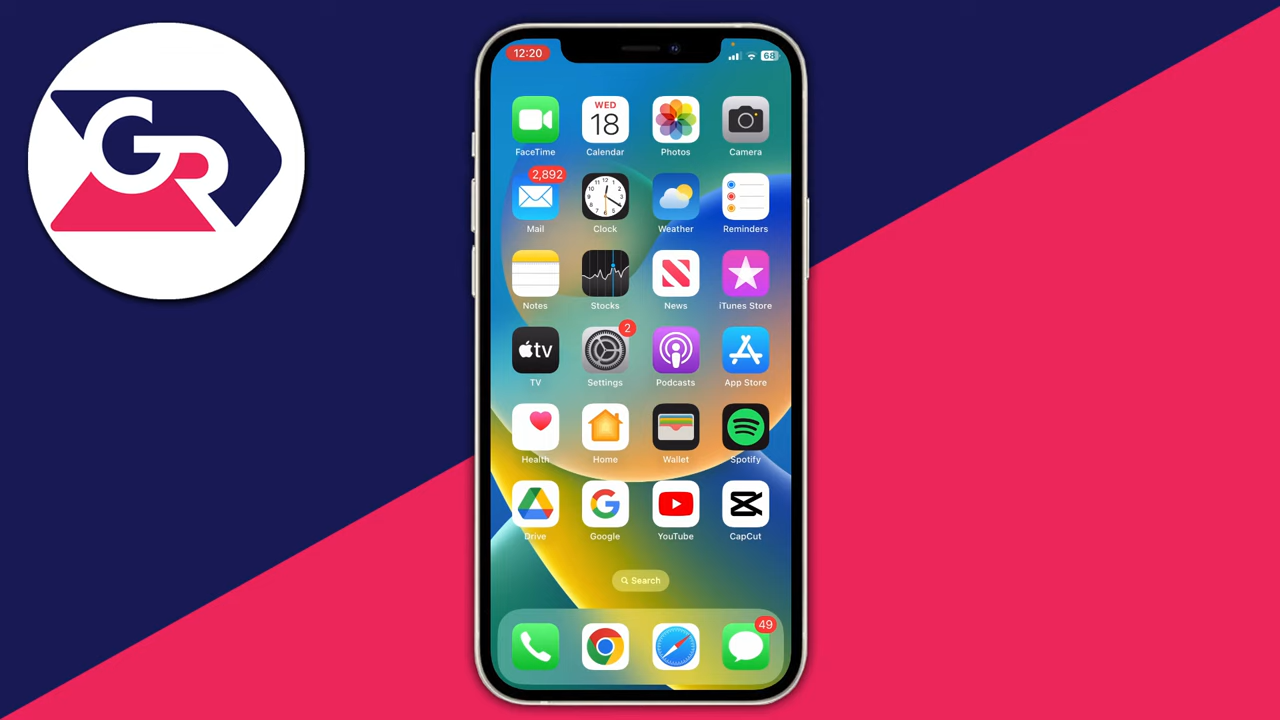 GR
12:20
68
WED
18
FaceTime
Calendar
Photos
Camera
2,892
Mail
Clock
Weather
Reminders
Notes
Stocks
News
iTunes Store
tv
2
TV
Settings
Podcasts
App Store
Health
Home
Wallet
Spotify
Drive
Google
YouTube
CapCut
Search
49